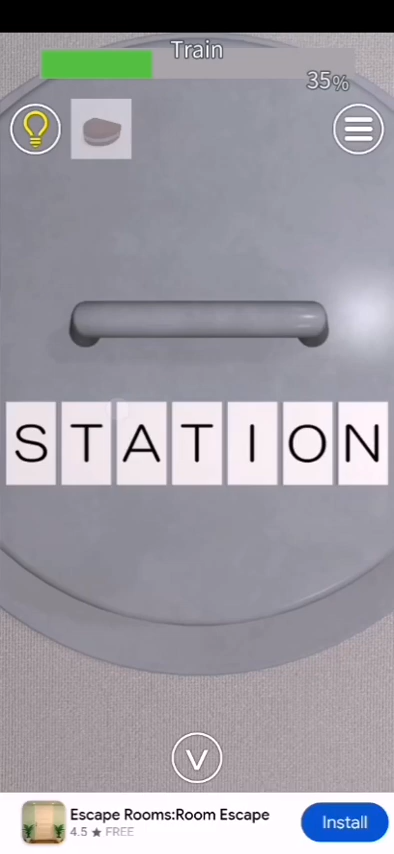 Train
35%
STATION
V
Escape Rooms:Room Escape
4.5 ★ FREE
Install